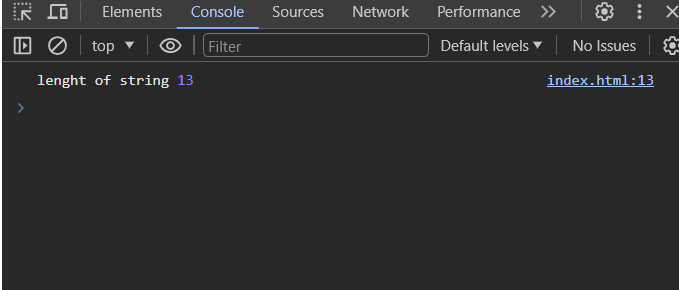 Elements Console Sources Network Performance
top Filter Default levels No Issues
lenght of string 13 index.html:13